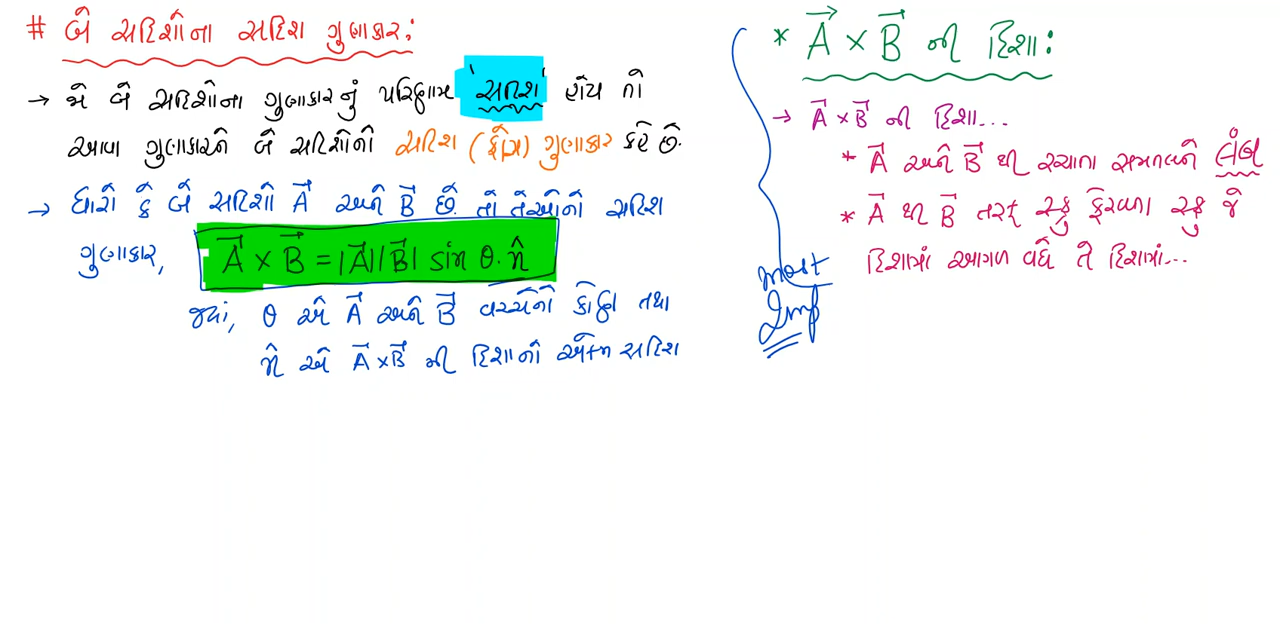 # બે સદિશોના સદિશ ગુણાકાર:
→ જો બે સદિશોના ગુણાકારનું પરિણામ 'સદિશ' હોય તો
આવા ગુણાકારને બે સદિશોનો સદિશ (ક્રોસ) ગુણાકાર કહે છે.
→ ધારો કે બે સદિશો A⃗ અને B⃗ છે. તો તેઓનો સદિશ
ગુણાકાર, A⃗ × B⃗ = |A⃗||B⃗| sin θ. n̂
જ્યાં, θ એ A⃗ અને B⃗ વચ્ચેનો કોણ તથા
n̂ એ A⃗×B⃗ ની દિશાનો એકમ સદિશ
* A⃗ × B⃗ ની દિશા:
→ A⃗×B⃗ ની દિશા...
* A⃗ અને B⃗ થી રચાતા સમતલને લંબ
* A⃗ થી B⃗ તરફ સ્ક્રુ ફેરવતા સ્ક્રુ જે
દિશામાં આગળ વધે તે દિશામાં...
most
Imp